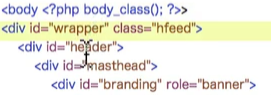 <body <?php body_class(); ?>>
<div id="wrapper" class="hfeed">
<div id="header">
<div id="masthead">
<div id="branding" role="banner">